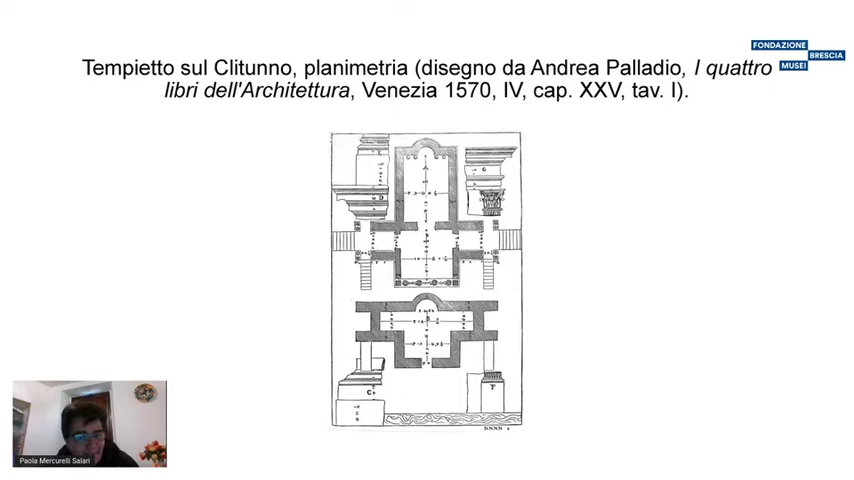 FONDAZIONE
BRESCIA
MUSEI
Tempietto sul Clitunno, planimetria (disegno da Andrea Palladio, I quattro
libri dell'Architettura, Venezia 1570, IV, cap. XXV, tav. I).
D
G
C
F
NNNN
Paola Mercurelli Salari